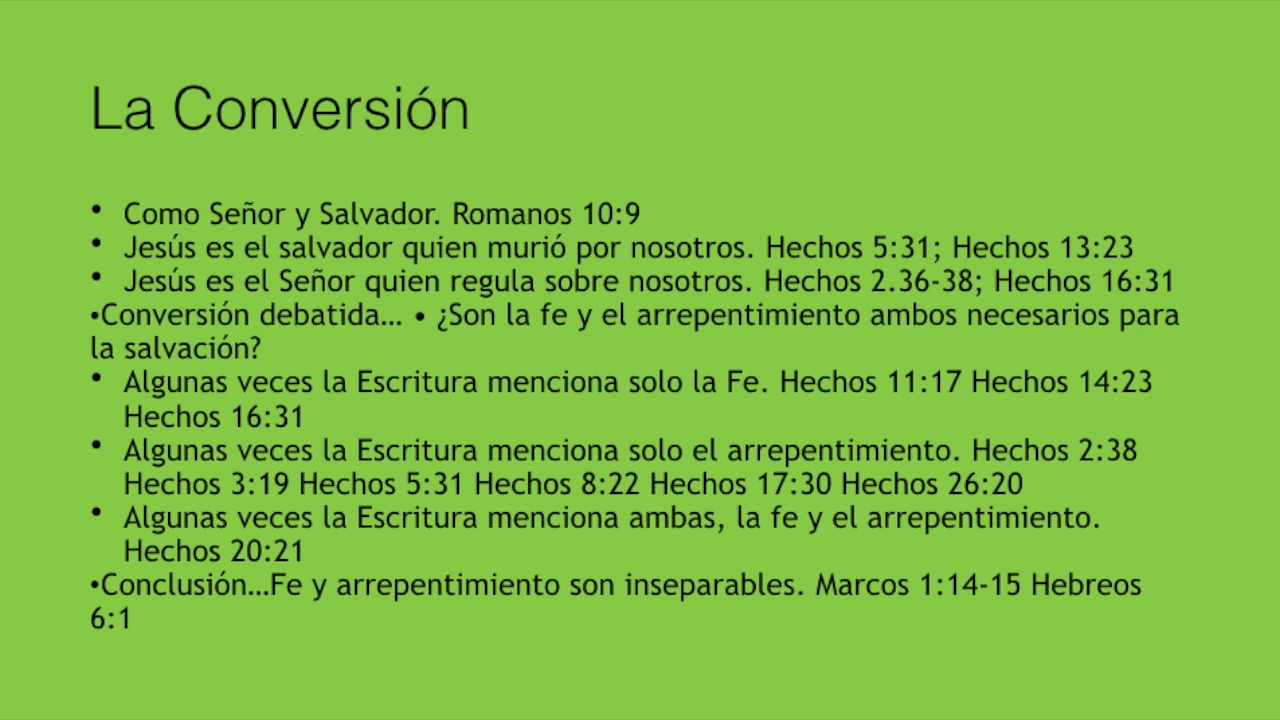 La Conversión
• Como Señor y Salvador. Romanos 10:9
• Jesús es el salvador quien murió por nosotros. Hechos 5:31; Hechos 13:23
• Jesús es el Señor quien regula sobre nosotros. Hechos 2.36-38; Hechos 16:31
•Conversión debatida… • ¿Son la fe y el arrepentimiento ambos necesarios para
la salvación?
• Algunas veces la Escritura menciona solo la Fe. Hechos 11:17 Hechos 14:23
Hechos 16:31
• Algunas veces la Escritura menciona solo el arrepentimiento. Hechos 2:38
Hechos 3:19 Hechos 5:31 Hechos 8:22 Hechos 17:30 Hechos 26:20
• Algunas veces la Escritura menciona ambas, la fe y el arrepentimiento.
Hechos 20:21
•Conclusión…Fe y arrepentimiento son inseparables. Marcos 1:14-15 Hebreos
6:1